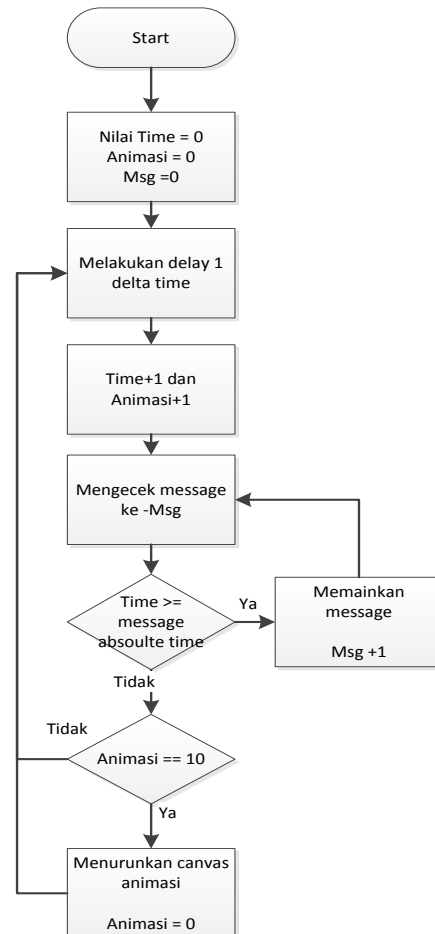 Start
Nilai Time = 0
Animasi = 0
Msg =0
Melakukan delay 1
delta time
Time+1 dan
Animasi+1
Mengecek message
ke -Msg
Time >=
message
absoulte time
Ya
Memainkan
message
Msg +1
Tidak
Tidak
Animasi == 10
Ya
Menurunkan canvas
animasi
Animasi = 0